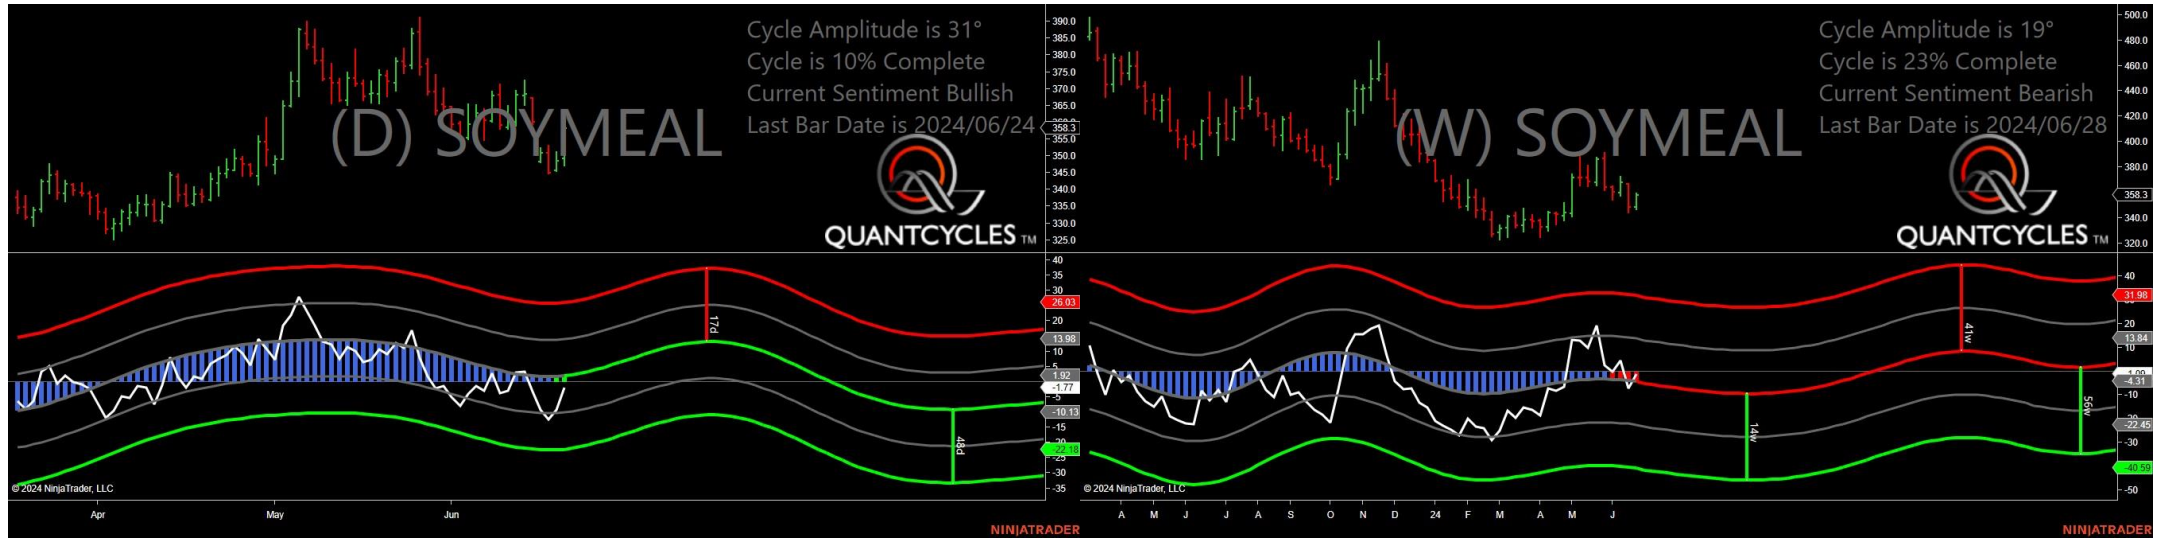 Cycle Amplitude is 31°
Cycle is 10% Complete
Current Sentiment Bullish
Last Bar Date is 2024/06/24
(D) SOYMEAL
QUANTCYCLES TM
390.0
385.0
380.0
375.0
370.0
365.0
358.3
355.0
350.0
345.0
340.0
335.0
330.0
325.0
40
35
30
26.03
20
13.98
10
5
1.92
-1.77
-5
-10.13
-15
-22.18
-25
-30
-35
17d
48d
© 2024 NinjaTrader, LLC
Apr May Jun
NINJATRADER
Cycle Amplitude is 19°
Cycle is 23% Complete
Current Sentiment Bearish
Last Bar Date is 2024/06/28
(W) SOYMEAL
QUANTCYCLES TM
500.0
480.0
460.0
440.0
420.0
400.0
380.0
358.3
340.0
320.0
40
31.98
20
13.84
10
-4.31
-10
-22.45
-30
-40.59
-50
41w
14w
56w
© 2024 NinjaTrader, LLC
A M J J A S O N D 24 F M A M J
NINJATRADER